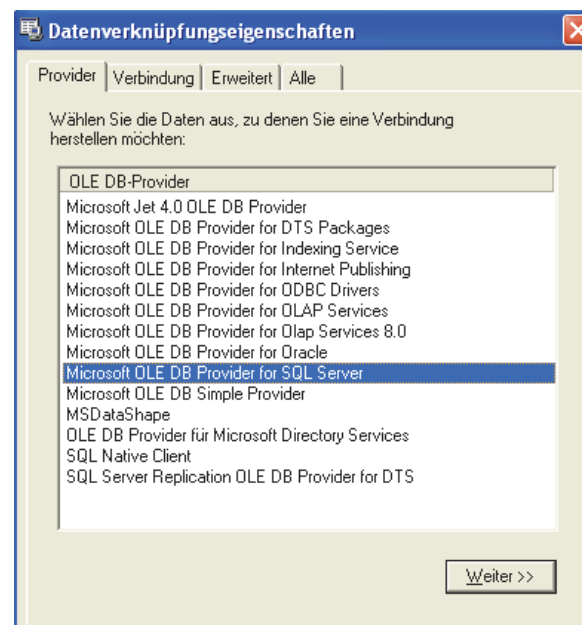 Datenverknüpfungseigenschaften
Provider Verbindung Erweitert Alle
Wählen Sie die Daten aus, zu denen Sie eine Verbindung
herstellen möchten:
OLE DB-Provider
Microsoft Jet 4.0 OLE DB Provider
Microsoft OLE DB Provider for DTS Packages
Microsoft OLE DB Provider for Indexing Service
Microsoft OLE DB Provider for Internet Publishing
Microsoft OLE DB Provider for ODBC Drivers
Microsoft OLE DB Provider for OLAP Services
Microsoft OLE DB Provider for Olap Services 8.0
Microsoft OLE DB Provider for Oracle
Microsoft OLE DB Provider for SQL Server
Microsoft OLE DB Simple Provider
MSDataShape
OLE DB Provider für Microsoft Directory Services
SQL Native Client
SQL Server Replication OLE DB Provider for DTS
Weiter >>